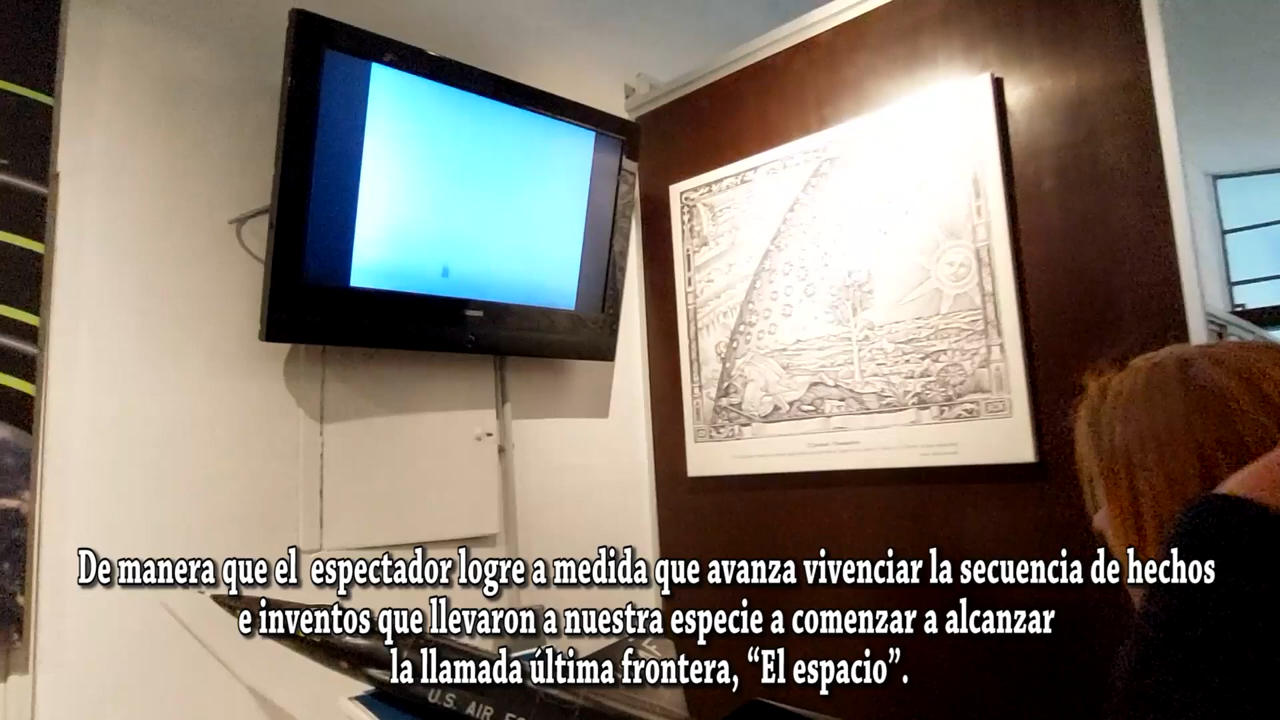 De manera que el espectador logre a medida que avanza vivenciar la secuencia de hechos
e inventos que llevaron a nuestra especie a comenzar a alcanzar
la llamada última frontera, “El espacio”.
U.S. AIR